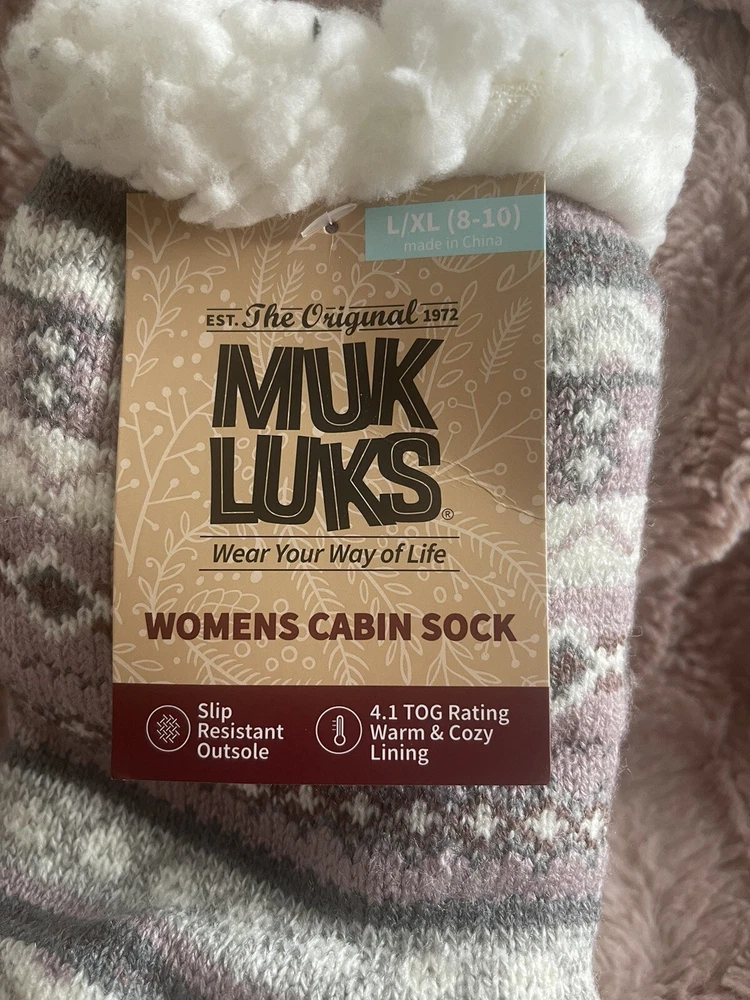 L/XL (8-10)
made in China
EST. The Original 1972
MUK
LUKS®
Wear Your Way of Life
WOMENS CABIN SOCK
Slip
Resistant
Outsole
4.1 TOG Rating
Warm & Cozy
Lining